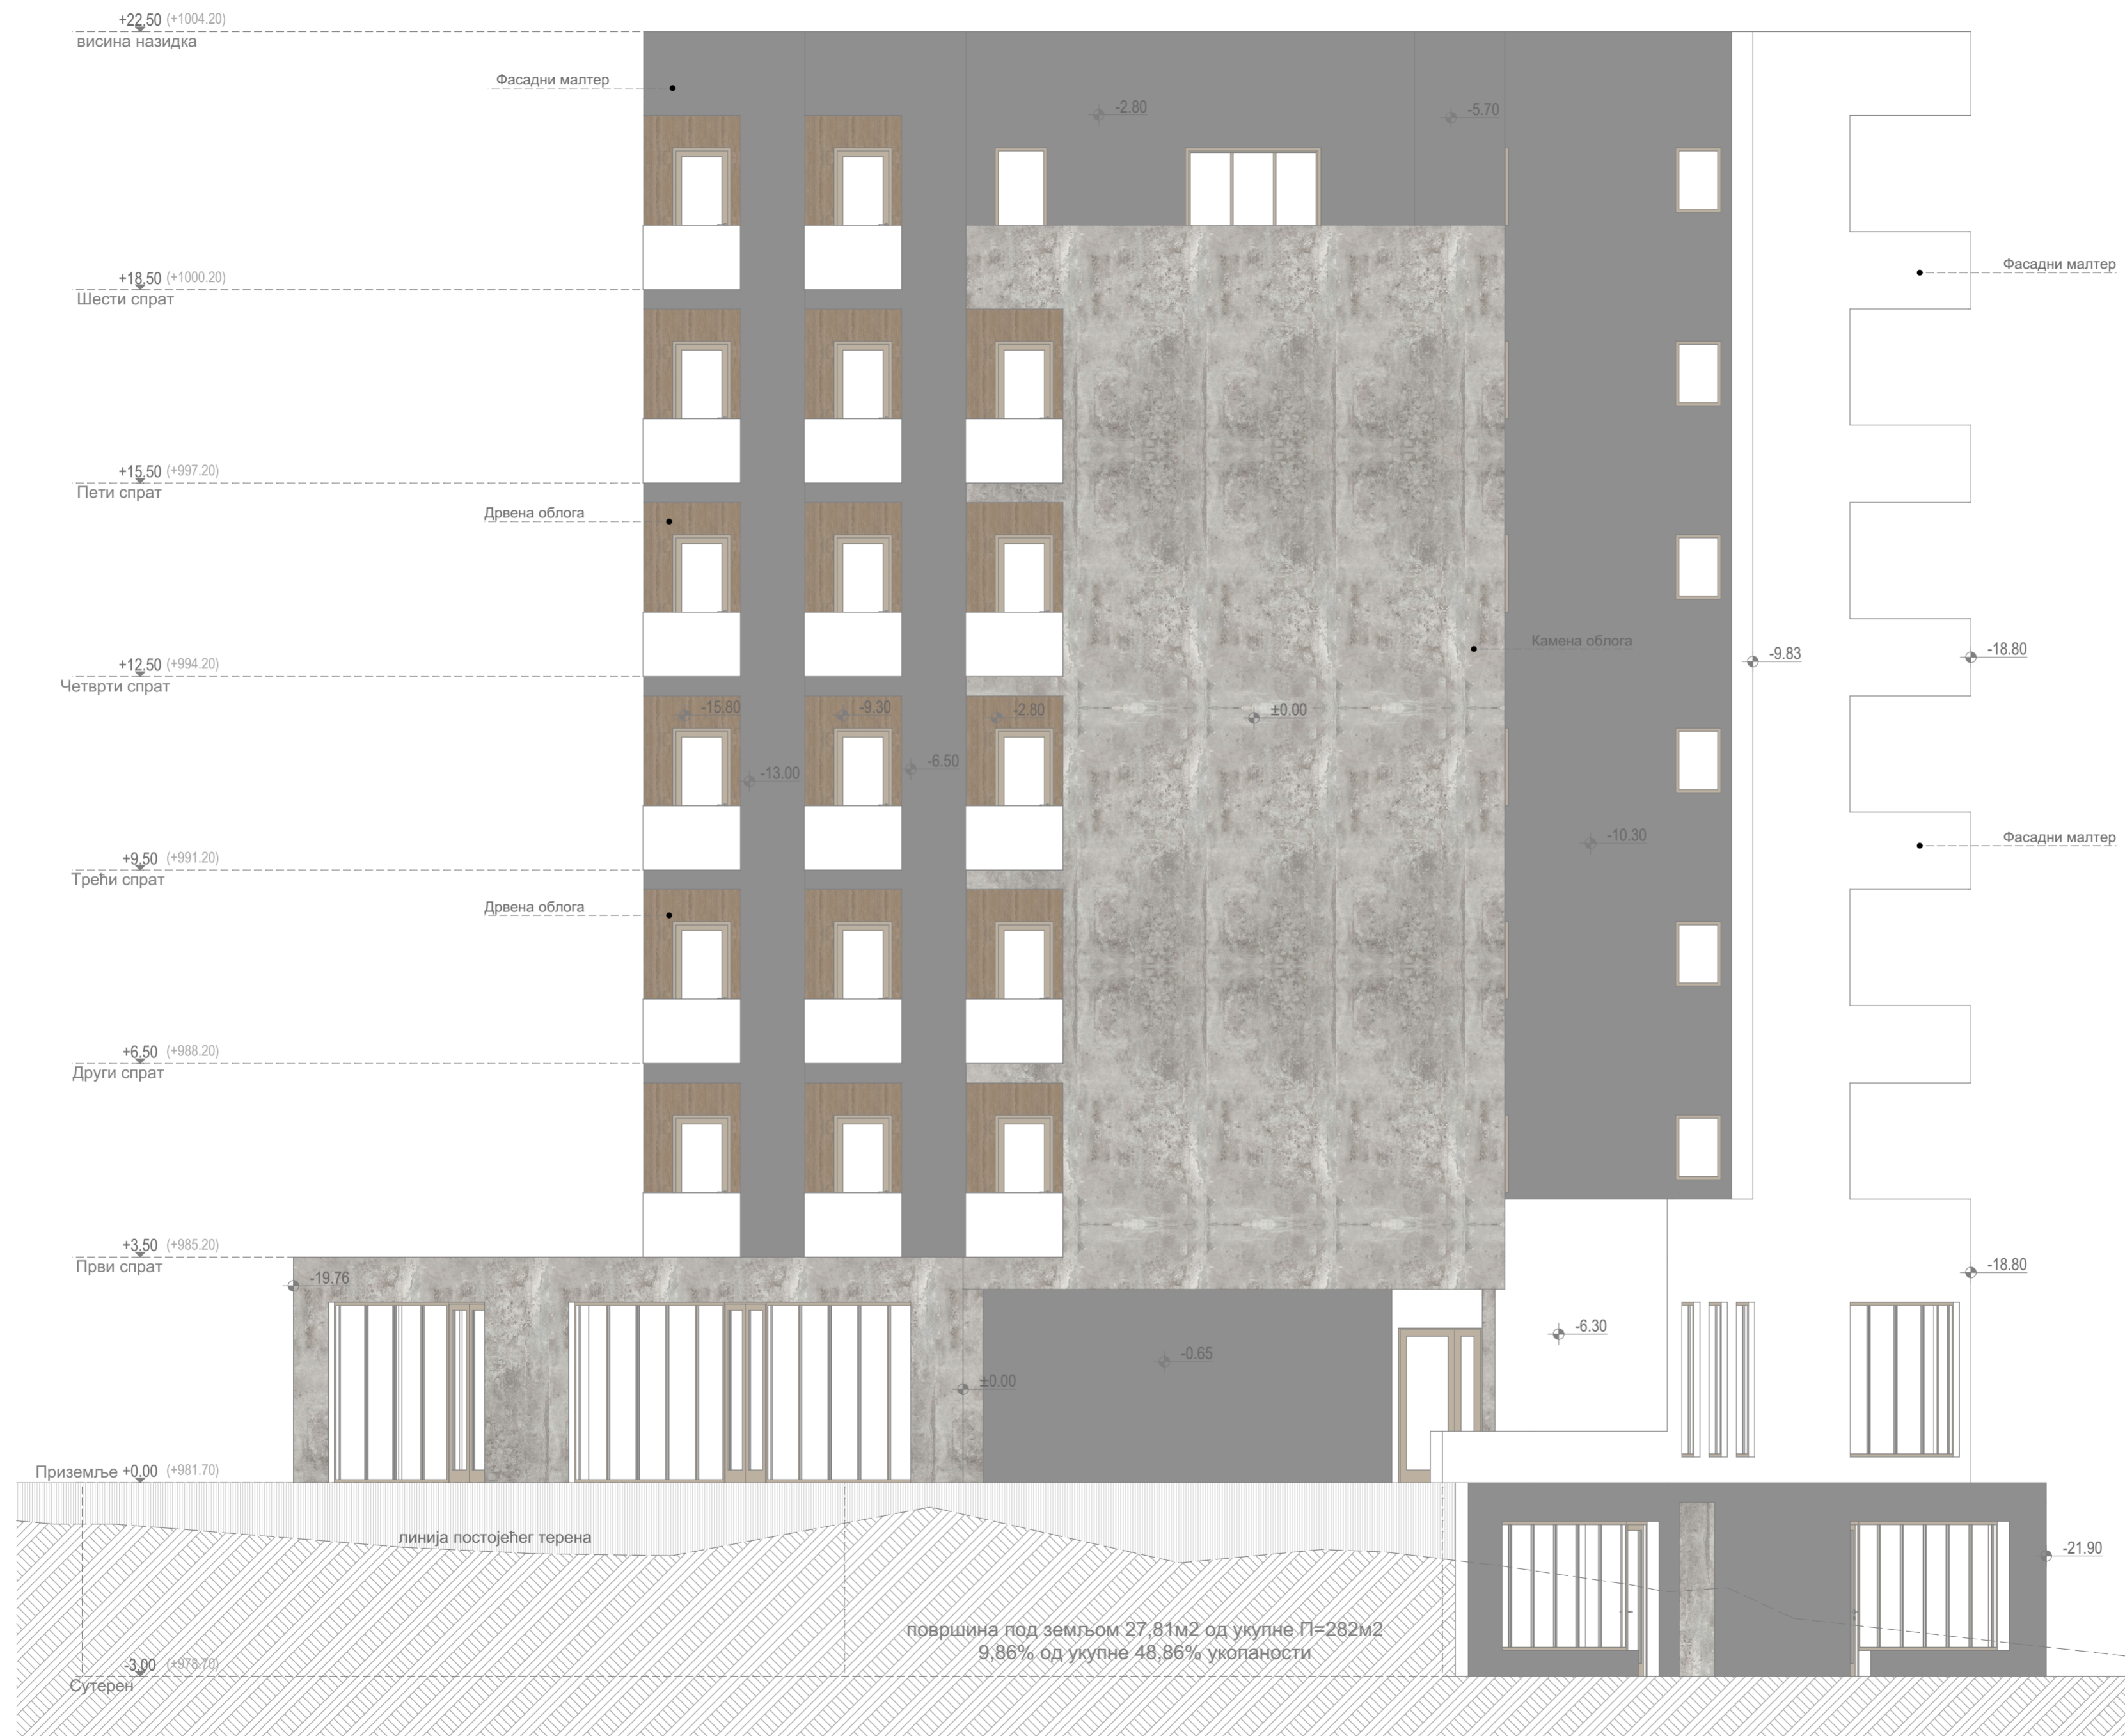 +22,50 (+1004.20)
висина назидка
Фасадни малтер
-2.80
-5.70
Фасадни малтер
+18,50 (+1000.20)
Шести спрат
+15,50 (+997.20)
Пети спрат
Дрвена облога
Камена облога
-9.83
-18.80
+12,50 (+994.20)
Четврти спрат
-15.80
-9.30
-2.80
±0.00
-6.50
-13.00
-10.30
Фасадни малтер
+9,50 (+991.20)
Трећи спрат
Дрвена облога
+6,50 (+988.20)
Други спрат
+3,50 (+985.20)
Први спрат
-19.76
-18.80
-6.30
-0.65
±0.00
Приземље +0,00 (+981.70)
линија постојећег терена
-21.90
површина под земљом 27,81м2 од укупне П=282м2
9,86% од укупне 48,86% укопаности
-3,00 (+978.70)
Сутерен